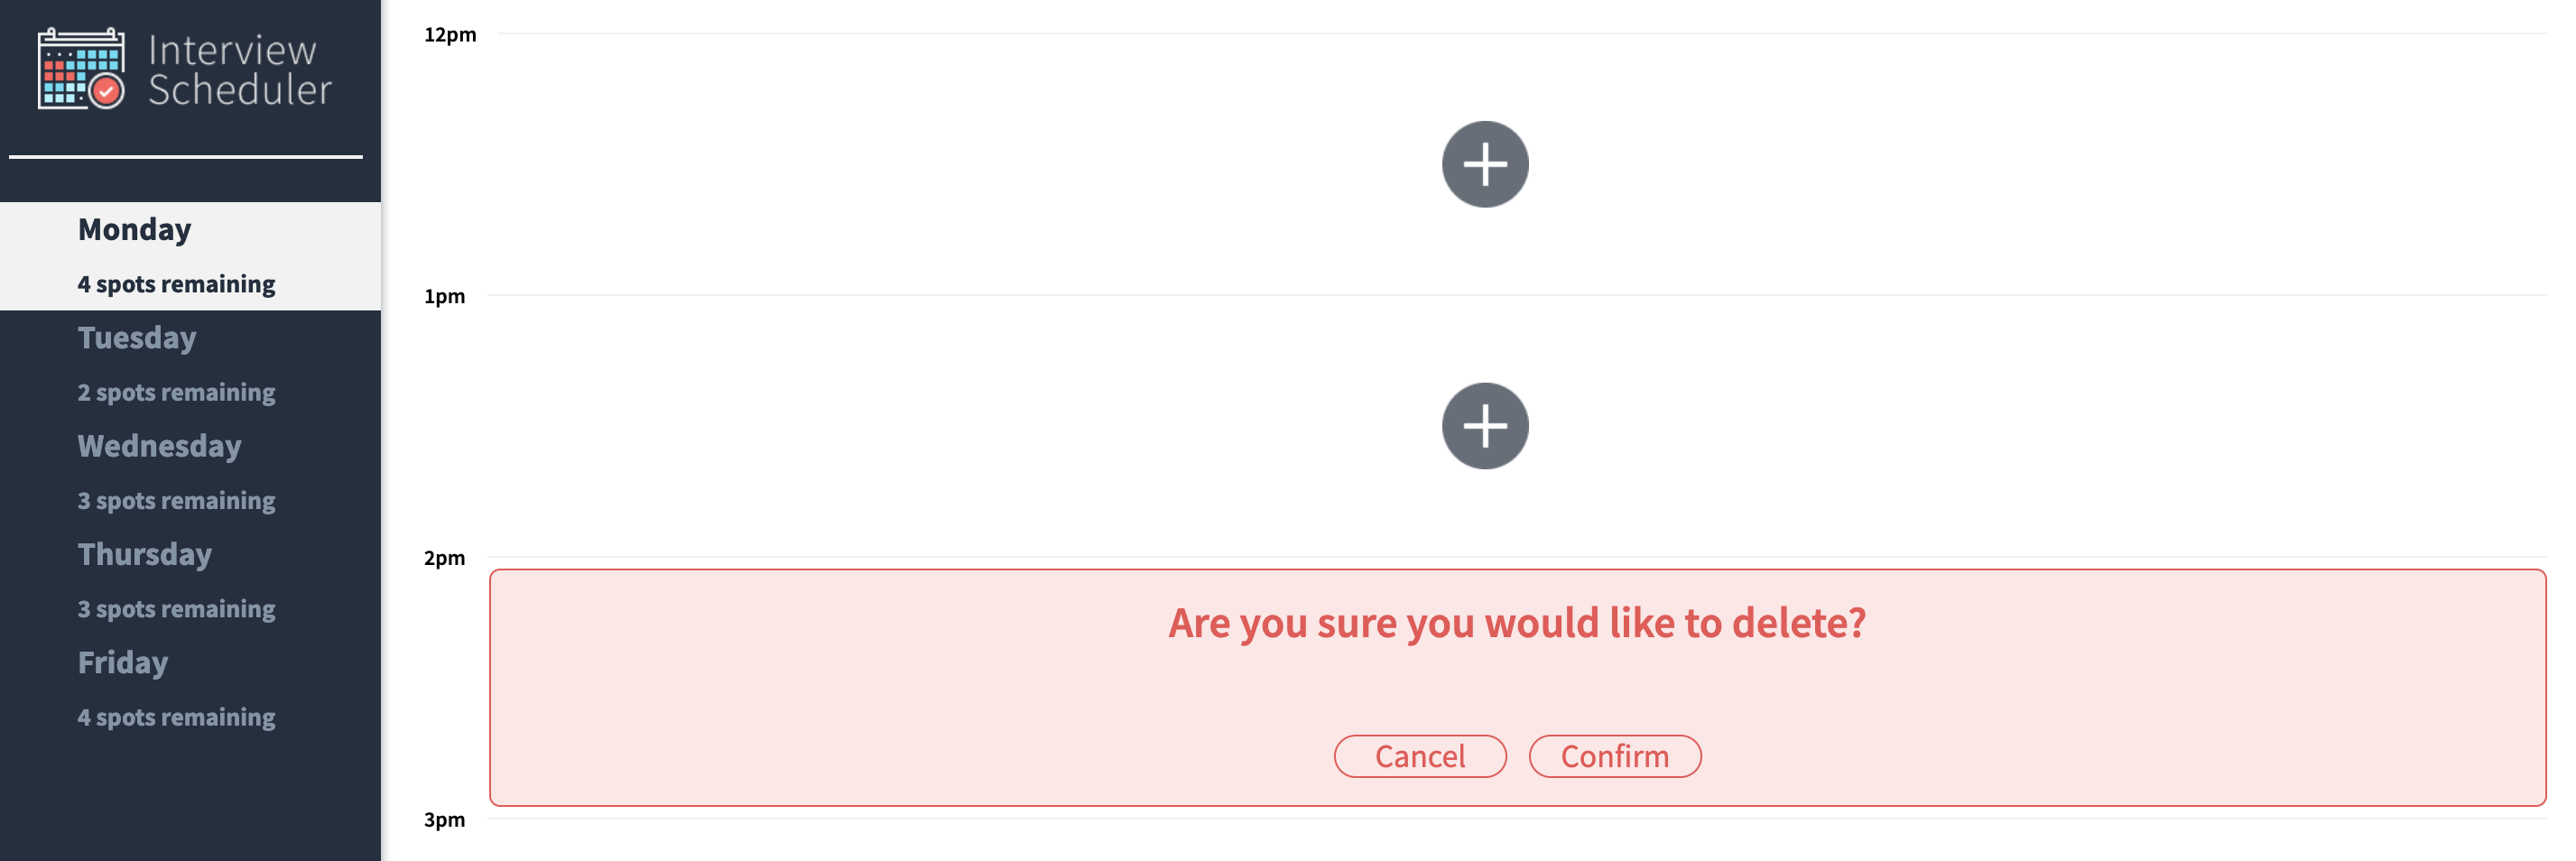 Interview
Scheduler
Monday
4 spots remaining
Tuesday
2 spots remaining
Wednesday
3 spots remaining
Thursday
3 spots remaining
Friday
4 spots remaining
12pm
1pm
2pm
Are you sure you would like to delete?
Cancel Confirm
3pm